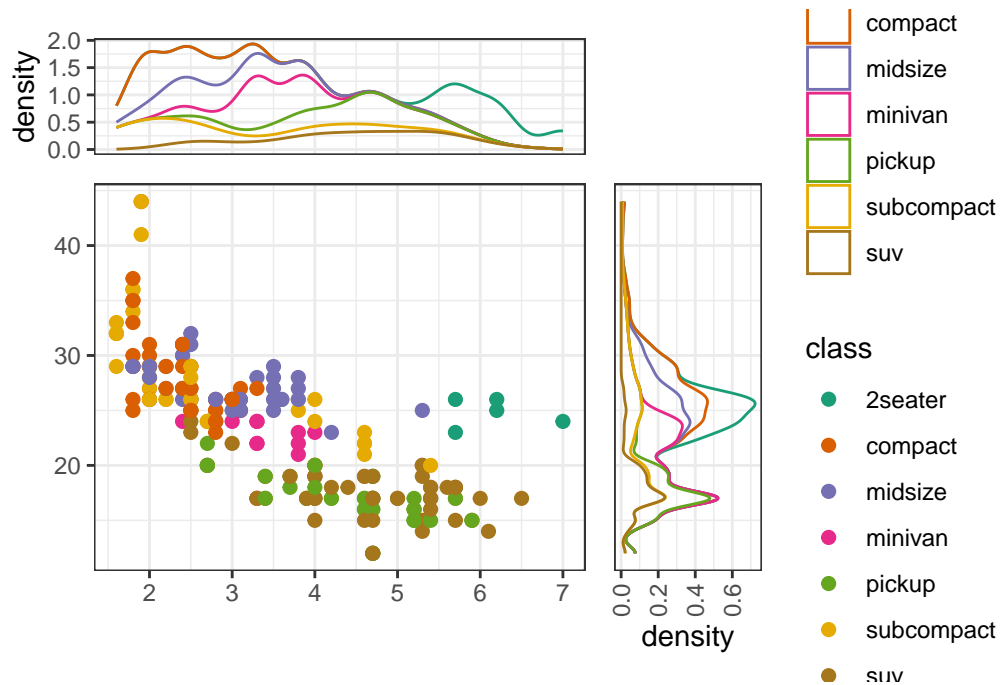 density
2.0
1.5
1.0
0.5
0.0
40
30
20
2 3 4 5 6 7
0.0 0.2 0.4 0.6
density
compact
midsize
minivan
pickup
subcompact
suv
class
2seater
compact
midsize
minivan
pickup
subcompact
suv